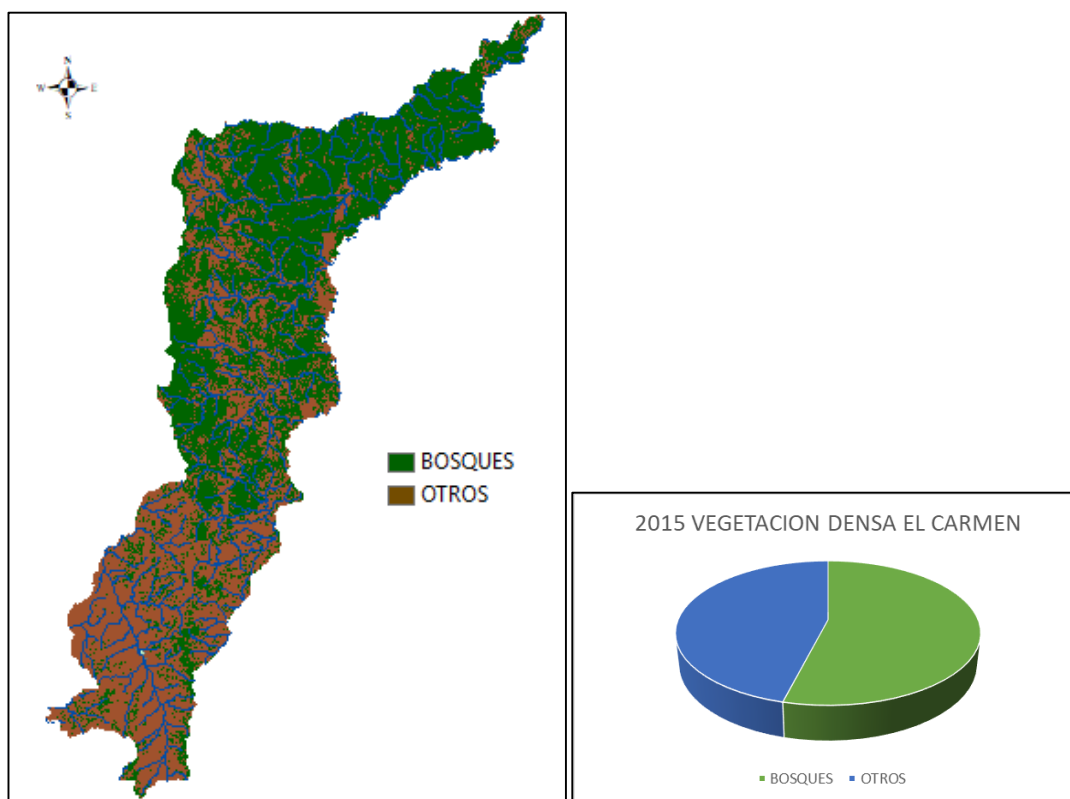 N
W E
S
BOSQUES
OTROS
2015 VEGETACION DENSA EL CARMEN
BOSQUES OTROS